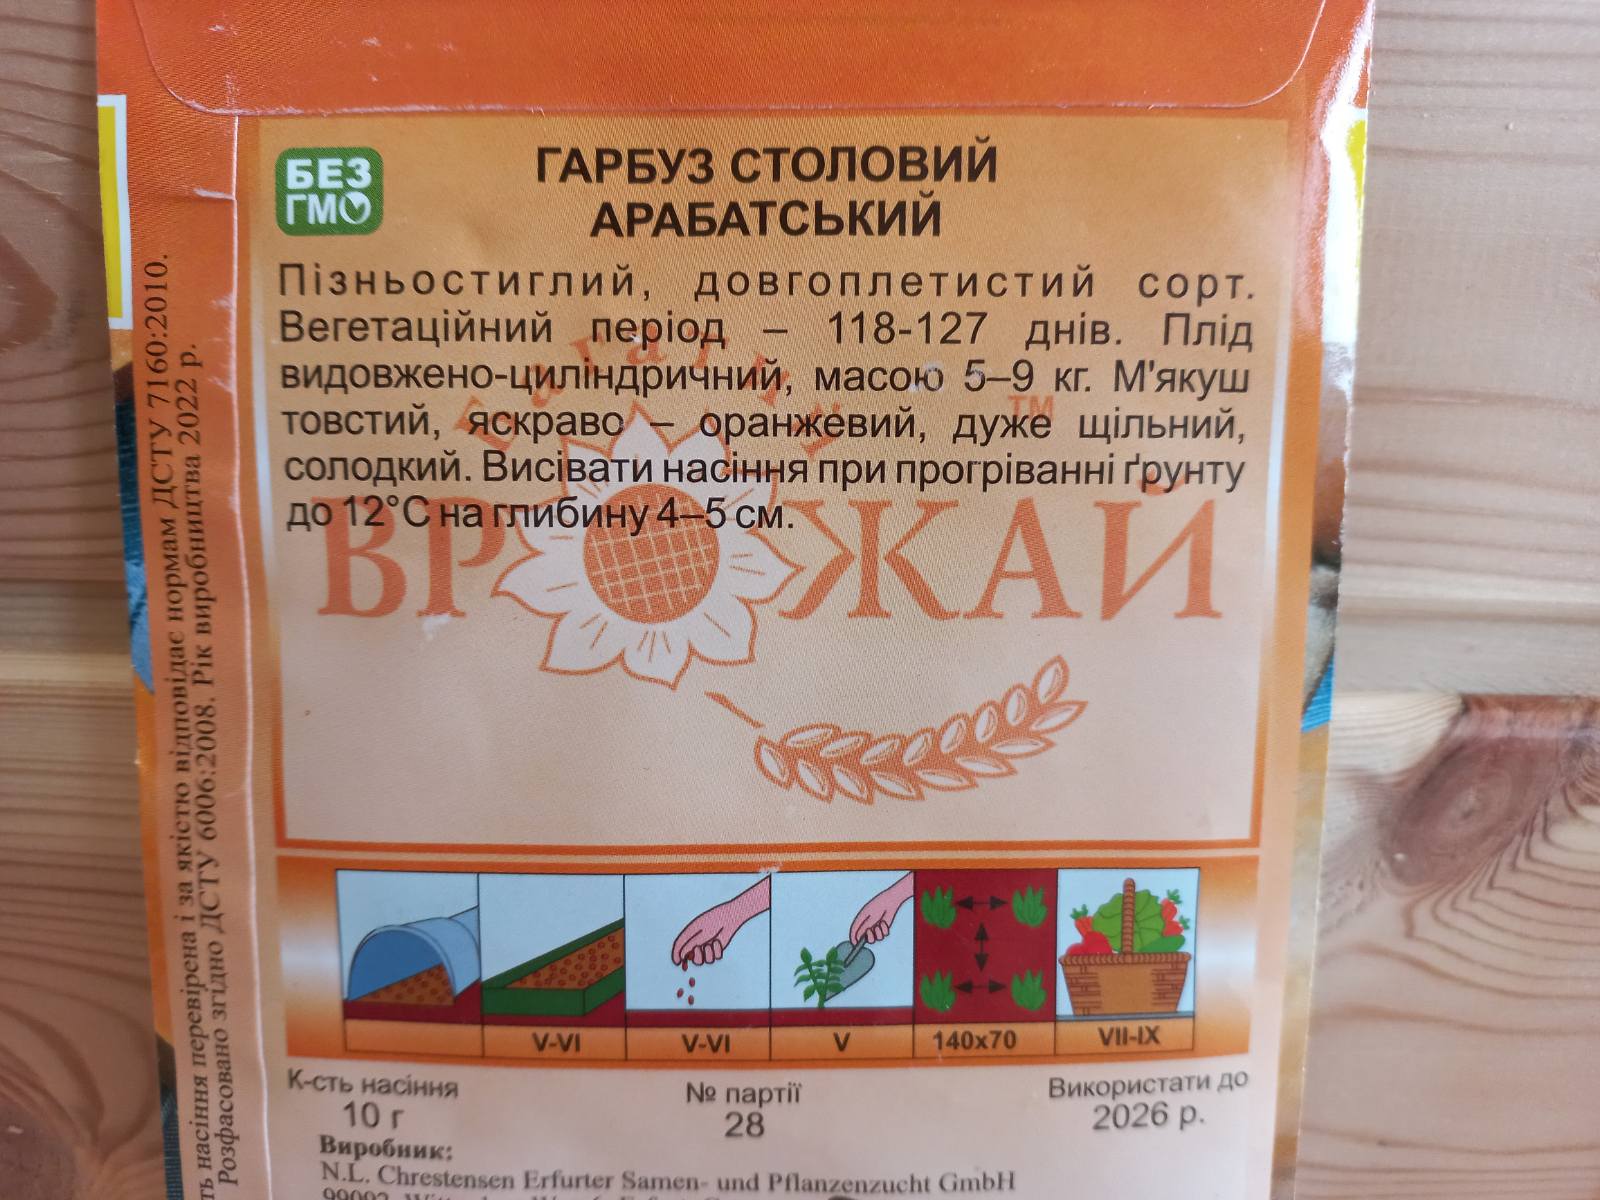 БЕЗ
ГМО
ГАРБУЗ СТОЛОВИЙ
АРАБАТСЬКИЙ
Пізньостиглий, довгоплетистий сорт.
Вегетаційний період – 118-127 днів. Плід
видовжено-циліндричний, масою 5–9 кг. М'якуш
товстий, яскраво – оранжевий, дуже щільний,
солодкий. Висівати насіння при прогріванні ґрунту
до 12°С на глибину 4–5 см.
Багатий
ТМ
ВРОЖАЙ
V-VI
V-VI
V
140x70
VII-IX
К-сть насіння
10 г
№ партії
28
Використати до
2026 р.
Виробник:
N.L. Chrestensen Erfurter Samen- und Pflanzenzucht GmbH
насіння перевірена і за якістю відповідає нормам ДСТУ 7160:2010.
Розфасовано згідно ДСТУ 6006:2008. Рік виробництва 2022 р.